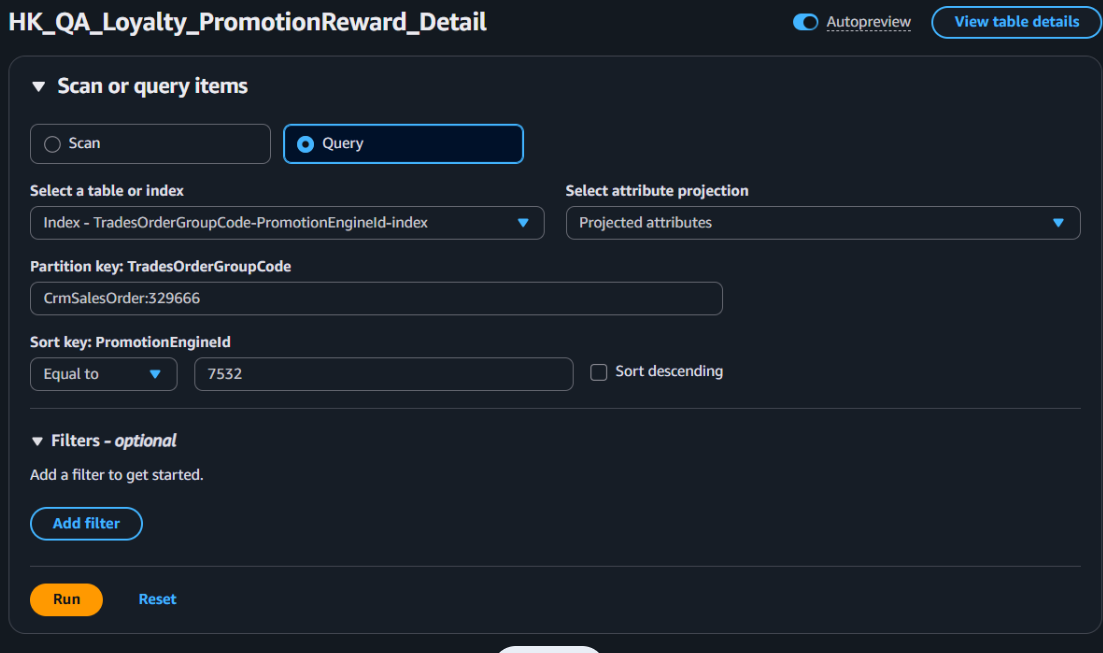 HK_QA_Loyalty_PromotionReward_Detail
Autopreview
View table details
Scan or query items
Scan
Query
Select a table or index
Select attribute projection
Index - TradesOrderGroupCode-PromotionEngineId-index
Projected attributes
Partition key: TradesOrderGroupCode
CrmSalesOrder:329666
Sort key: PromotionEngineId
Equal to
7532
Sort descending
Filters - optional
Add a filter to get started.
Add filter
Run
Reset